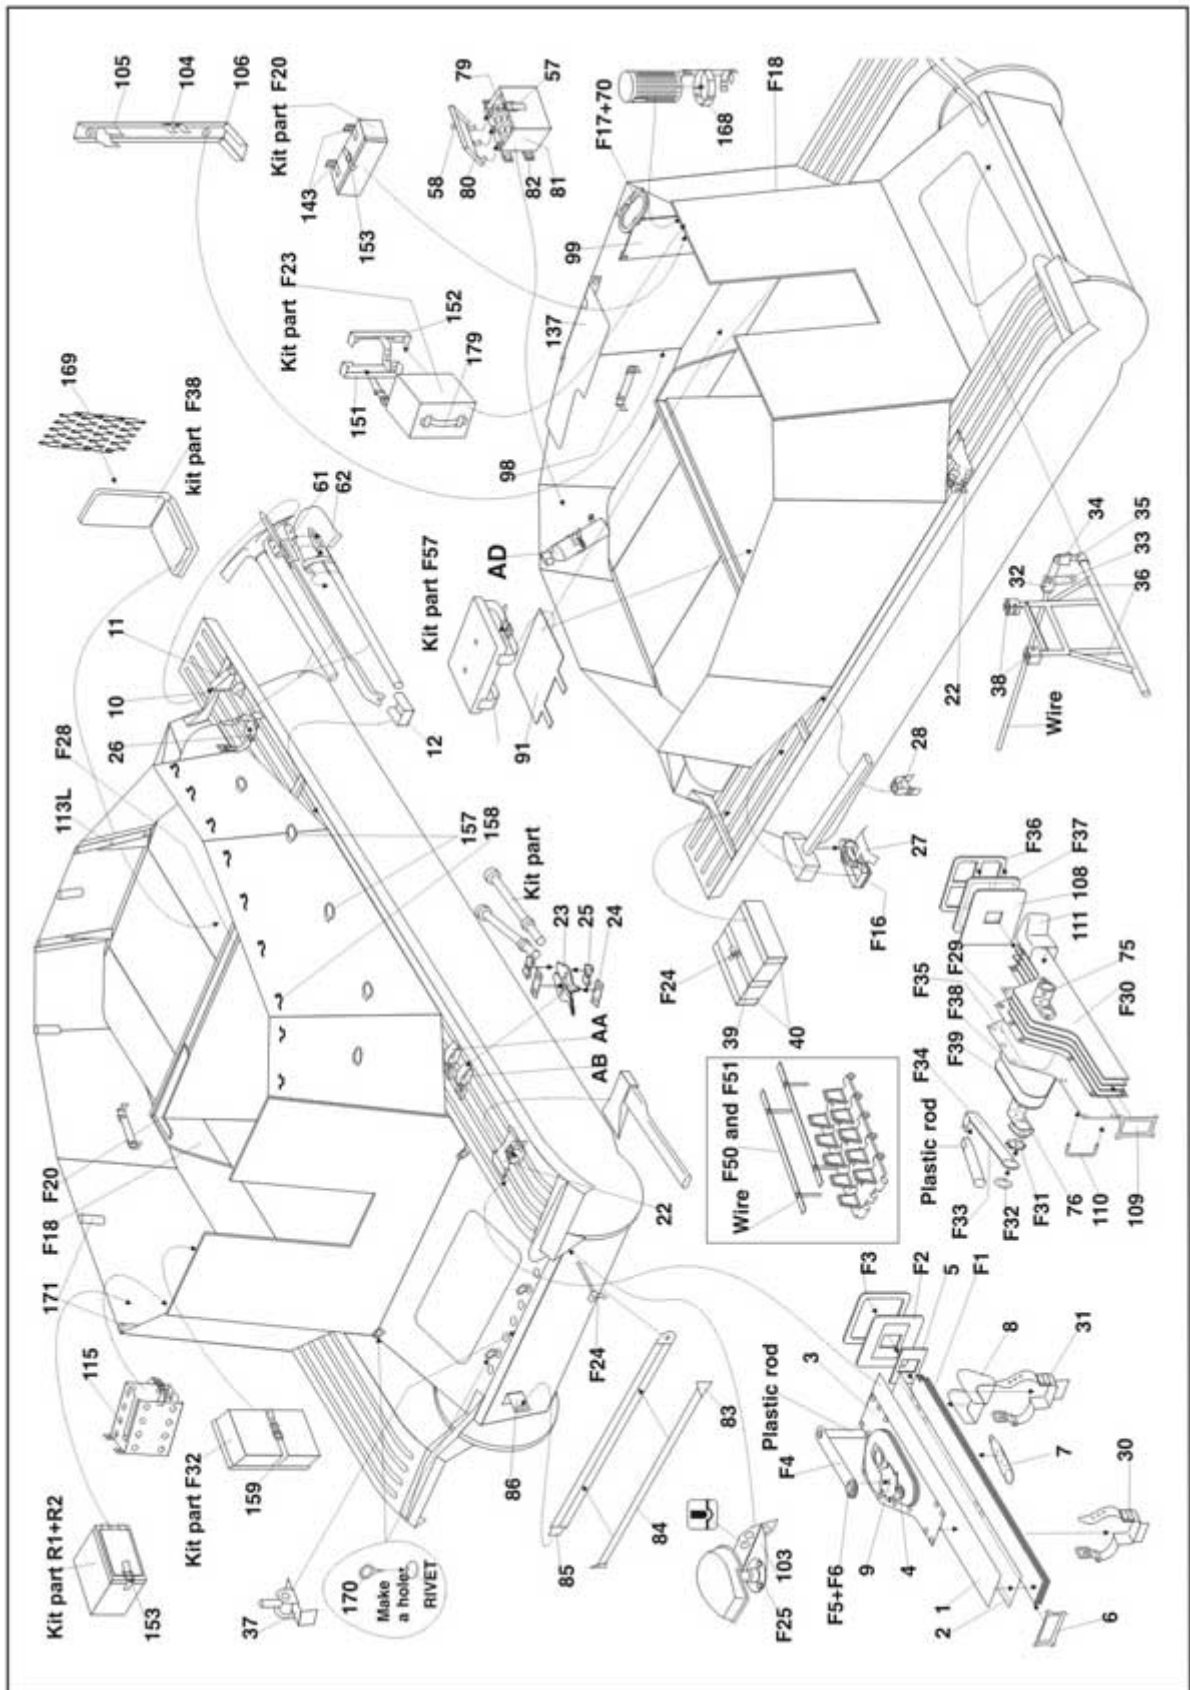 105
104
106
Kit part  F20
143
153
79
57
58
80
82
81
F17+70
168
F18
99
137
Kit part  F23
152
179
151
98
169
kit part  F38
61
62
11
10
26
F28
113L
12
Kit part F57
AD
91
157
158
Kit part
23
25
24
AA
AB
F20
F18
171
115
Kit part R1+R2
153
Kit part F32
159
37
170
Make
a holer
RIVET
86
22
F24
83
84
85
103
F25
28
27
F16
F24
39
40
Wire
F50 and F51
22
38
32
34
35
33
36
Wire
F36
F37
108
111
75
F30
F29
F35
F38
F39
F34
Plastic rod
F33
F32
F31
76
110
109
Plastic rod
3
F3
F2
5
F1
F4
F5+F6
9
4
1
2
6
7
8
31
30